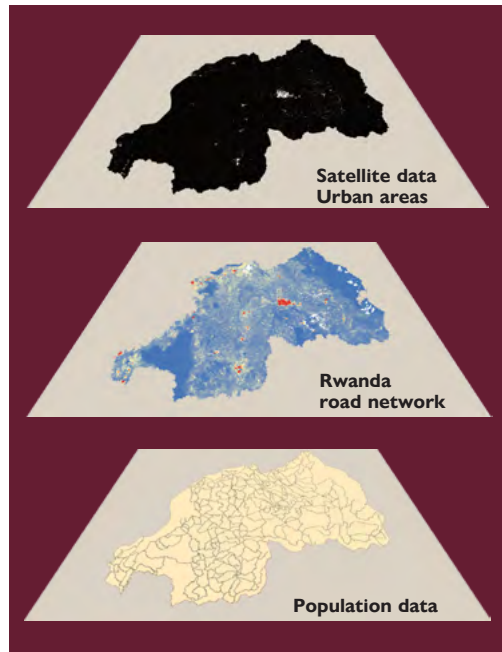 Satellite data
Urban areas
Rwanda
road network
Population data